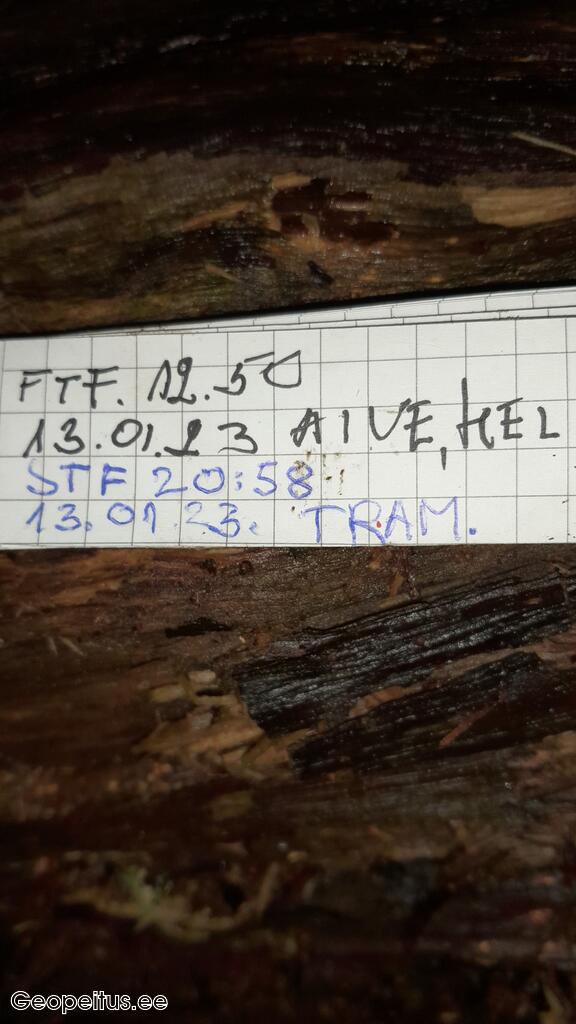 FTF. 12.50
13.01.23 AIVE, HEL
STF 20:58
13.01.23. TRAM.
Geopeitus.ee